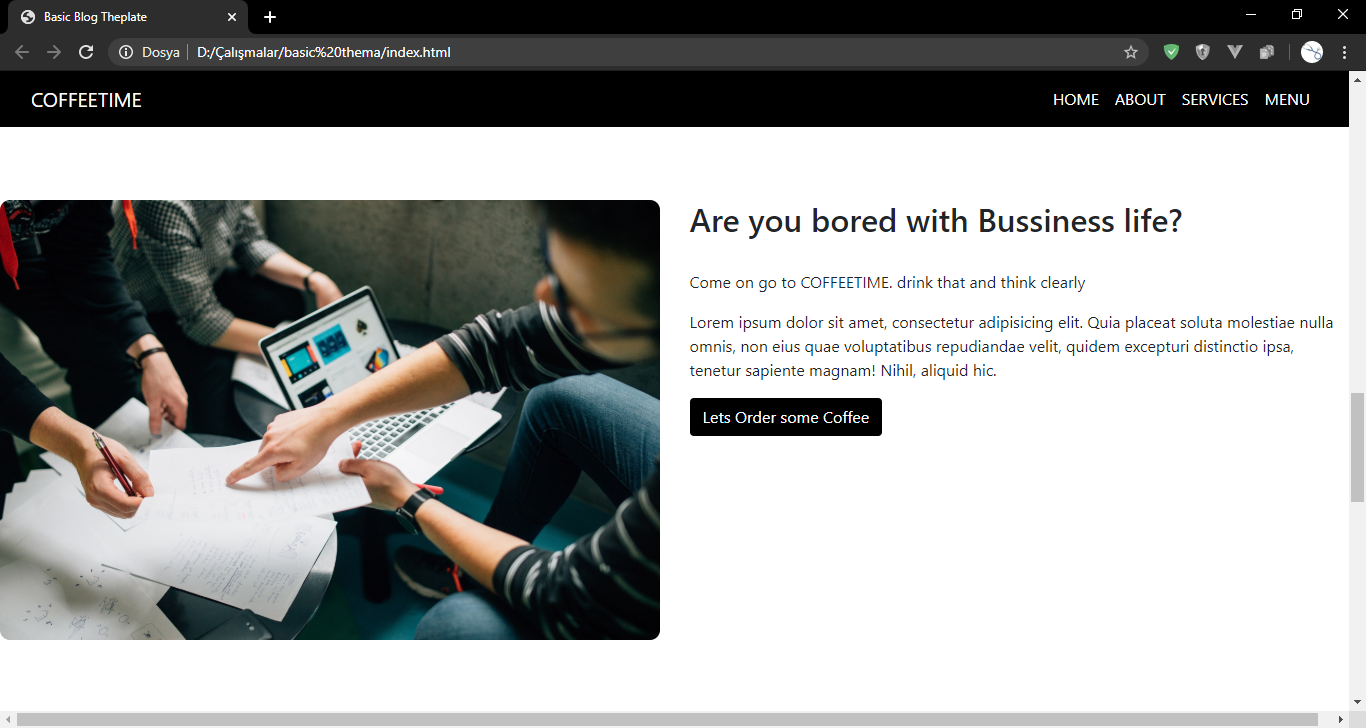 Basic Blog Theplate
Dosya D:/Çalışmalar/basic%20thema/index.html
COFFEETIME
HOME ABOUT SERVICES MENU
Are you bored with Bussiness life?
Come on go to COFFEETIME. drink that and think clearly
Lorem ipsum dolor sit amet, consectetur adipisicing elit. Quia placeat soluta molestiae nulla
omnis, non eius quae voluptatibus repudiandae velit, quidem excepturi distinctio ipsa,
tenetur sapiente magnam! Nihil, aliquid hic.
Lets Order some Coffee